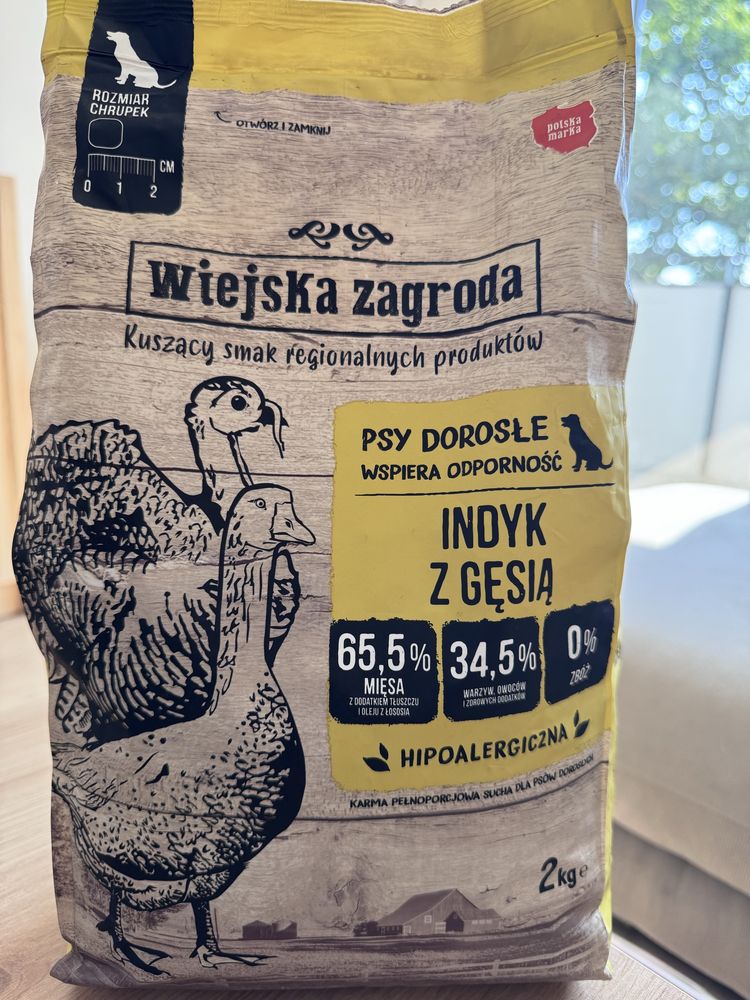 ROZMIAR
CHRUPEK
CM
0 1 2
OTWÓRZ I ZAMKNIJ
polska
marka
Wiejska zagroda
Kuszący smak regionalnych produktów
PSY DOROSŁE
WSPIERA ODPORNOŚĆ
INDYK
Z GĘSIĄ
65,5%
MIĘSA
Z DODATKIEM TŁUSZCZU
I OLEJU Z ŁOSOSIA
34,5%
WARZYW, OWOCÓW
I ZDROWYCH DODATKÓW
0%
ZBÓŻ
HIPOALERGICZNA
KARMA PEŁNOPORCJOWA SUCHA DLA PSÓW DOROSŁYCH
2kg e